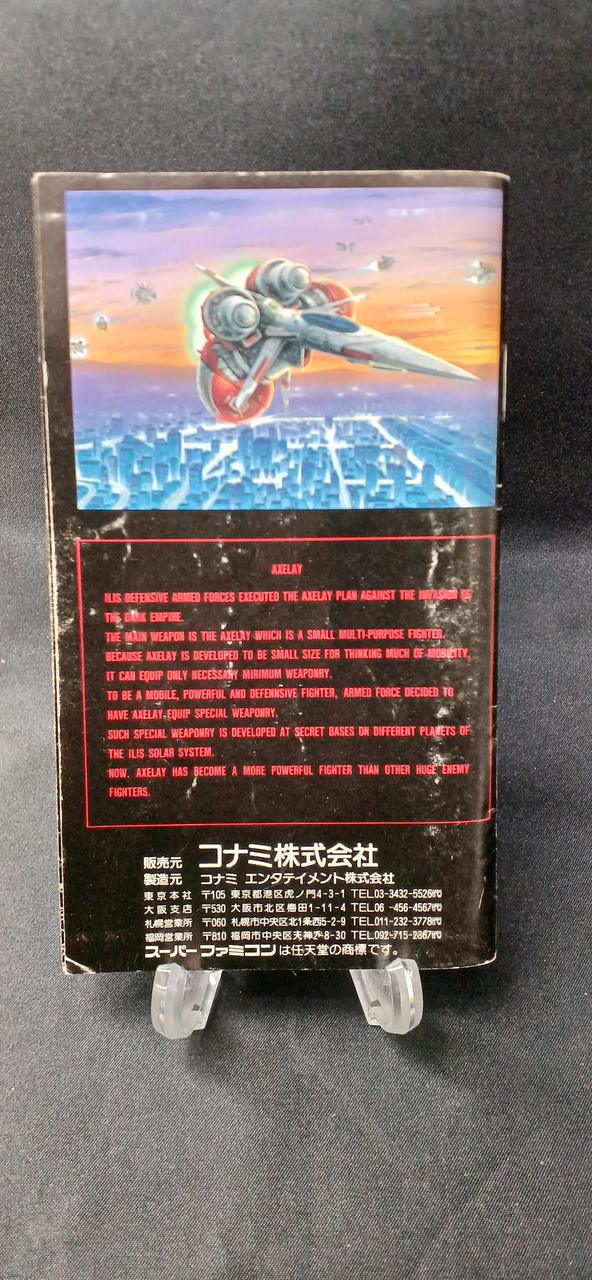 AXELAY
ILIS DEFENSIVE ARMED FORCES EXECUTED THE AXELAY PLAN AGAINST THE INVASION OF
THE DARK EMPIRE.
THE MAIN WEAPON IS THE AXELAY WHICH IS A SMALL MULTI-PURPOSE FIGHTER.
BECAUSE AXELAY IS DEVELOPED TO BE SMALL SIZE FOR THINKING MUCH OF MOBILITY,
IT CAN EQUIP ONLY NECESSARY MIRIMUM WEAPONRY.
TO BE A MOBILE, POWERFUL AND DEFENNSIVE FIGHTER, ARMED FORCE DECIDED TO
HAVE AXELAY EQUIP SPECIAL WEAPONRY.
SUCH SPECIAL WEAPONRY IS DEVELOPED AT SECRET BASES ON DIFFERENT PLANETS OF
THE ILIS SOLAR SYSTEM.
NOW, AXELAY HAS BECOME A MORE POWERFUL FIGHTER THAN OTHER HUGE ENEMY
FIGHTERS.
販売元 コナミ株式会社
製造元 コナミ エンタテイメント株式会社
東京本社 〒105 東京都港区虎ノ門4-3-1 TEL03-3432-5526㈹
大阪支店 〒530 大阪市北区梅田1-11-4 TEL06-456-4567㈹
札幌営業所 〒060 札幌市中央区北1条西5-2-9 TEL011-232-3778㈹
福岡営業所 〒810 福岡市中央区天神2-8-30 TEL092-715-2367㈹
スーパーファミコンは任天堂の商標です。